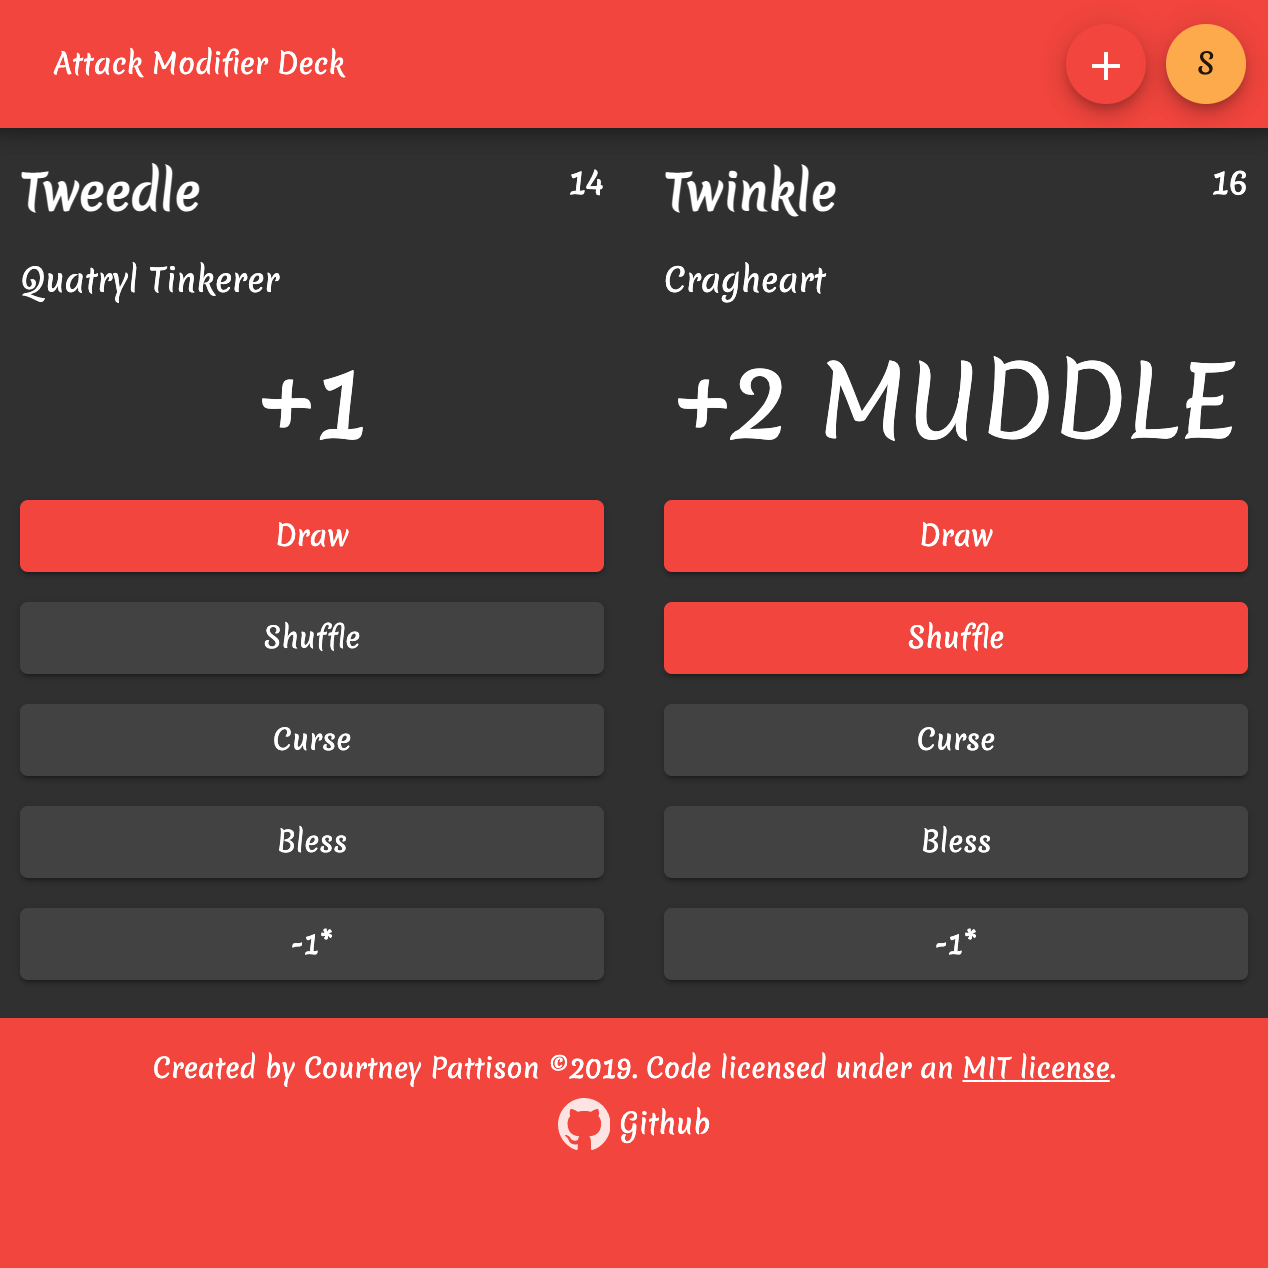 Attack Modifier Deck
+
S
Tweedle
14
Quatryl Tinkerer
+1
Draw
Shuffle
Curse
Bless
-1*
Twinkle
16
Cragheart
+2 MUDDLE
Draw
Shuffle
Curse
Bless
-1*
Created by Courtney Pattison ©2019. Code licensed under an MIT license.
Github